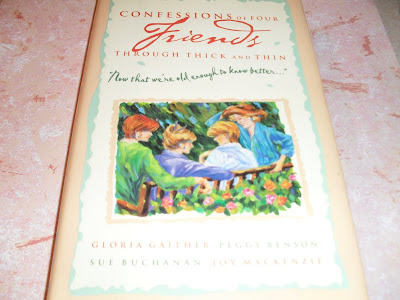 CONFESSIONS OF FOUR
Friends
THROUGH THICK AND THIN
"Now that we're old enough to know better..."
GLORIA GAITHER PEGGY BENSON
SUE BUCHANAN JOY MACKENZIE